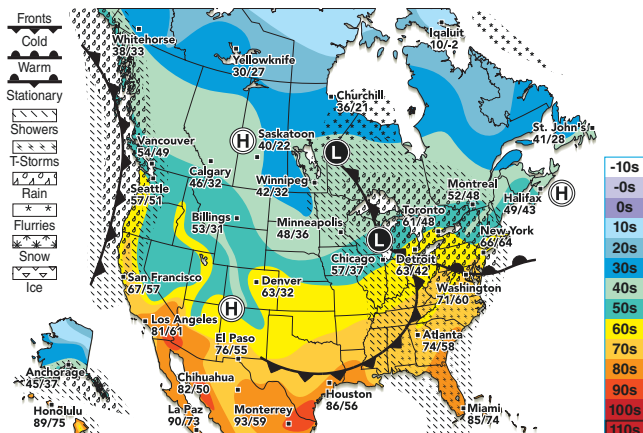 Fronts
Cold
Warm
Stationary
Showers
T-Storms
Rain
Flurries
Snow
Ice
Whitehorse
38/33
Yellowknife
30/27
Iqaluit
10/-2
Churchill
36/21
St. John's
41/28
Vancouver
54/49
Calgary
46/32
H
Saskatoon
40/22
L
Winnipeg
42/32
Seattle
57/51
Billings
53/31
Minneapolis
48/36
L
Chicago
57/37
Toronto
61/48
Detroit
63/42
Montreal
52/48
Halifax
49/43
H
New York
66/64
Washington
71/60
San Francisco
67/57
Denver
63/32
H
Los Angeles
81/61
El Paso
76/55
Atlanta
74/58
Chihuahua
82/50
La Paz
90/73
Monterrey
93/59
Houston
86/56
Miami
85/74
Anchorage
45/37
Honolulu
89/75
-10s
-0s
0s
10s
20s
30s
40s
50s
60s
70s
80s
90s
100s
110s